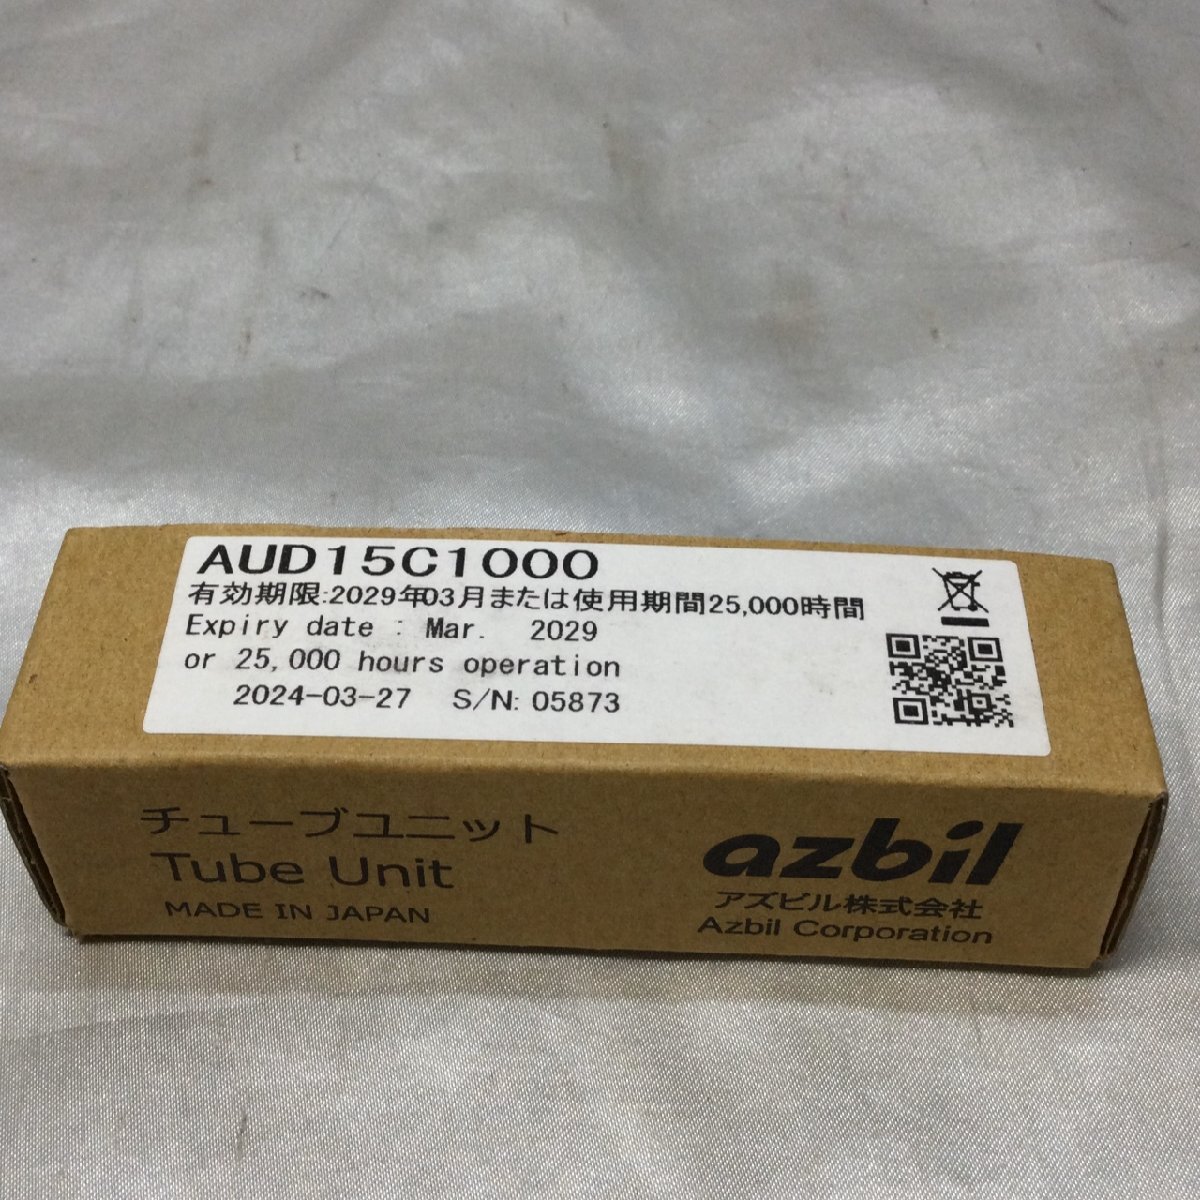 AUD15C1000
有効期限:2029年03月または使用期間25,000時間
Expiry date : Mar. 2029
or 25,000 hours operation
2024-03-27 S/N: 05873
チューブユニット
Tube Unit
MADE IN JAPAN
azbil
アズビル株式会社
Azbil Corporation